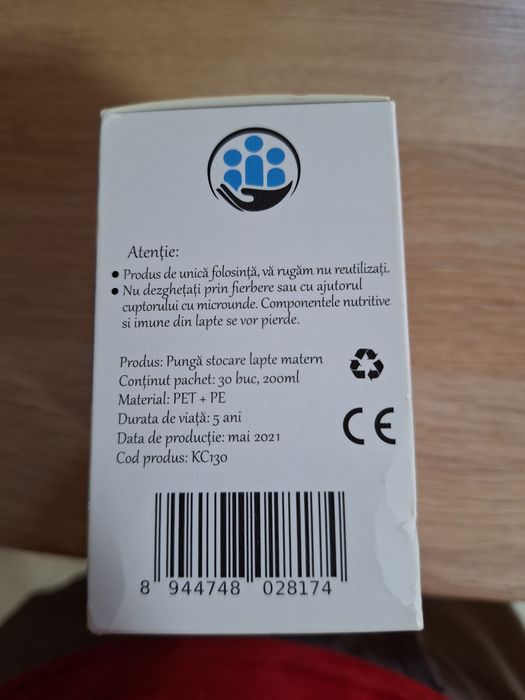 Atenție:
• Produs de unică folosință, vă rugăm nu reutilizați.
• Nu dezghețați prin fierbere sau cu ajutorul
cuptorului cu microunde. Componentele nutritive
si imune din lapte se vor pierde.
Produs: Pungă stocare lapte matern
Conținut pachet: 30 buc, 200ml
Material: PET + PE
Durata de viață: 5 ani
Data de producție: mai 2021
Cod produs: KC130
CE
8 944748 028174